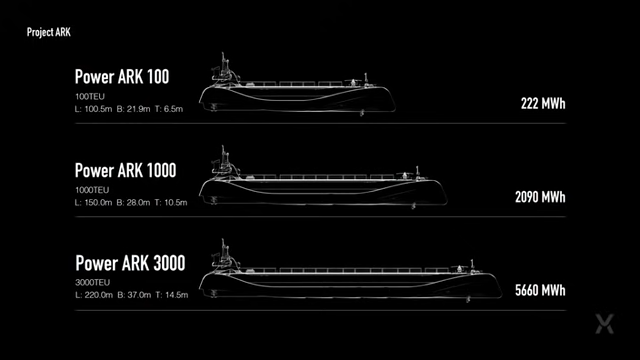 Project ARK
Power ARK 100
100TEU
L: 100.5m B: 21.9m T: 6.5m
222 MWh
Power ARK 1000
1000TEU
L: 150.0m B: 28.0m T: 10.5m
2090 MWh
Power ARK 3000
3000TEU
L: 220.0m B: 37.0m T: 14.5m
5660 MWh